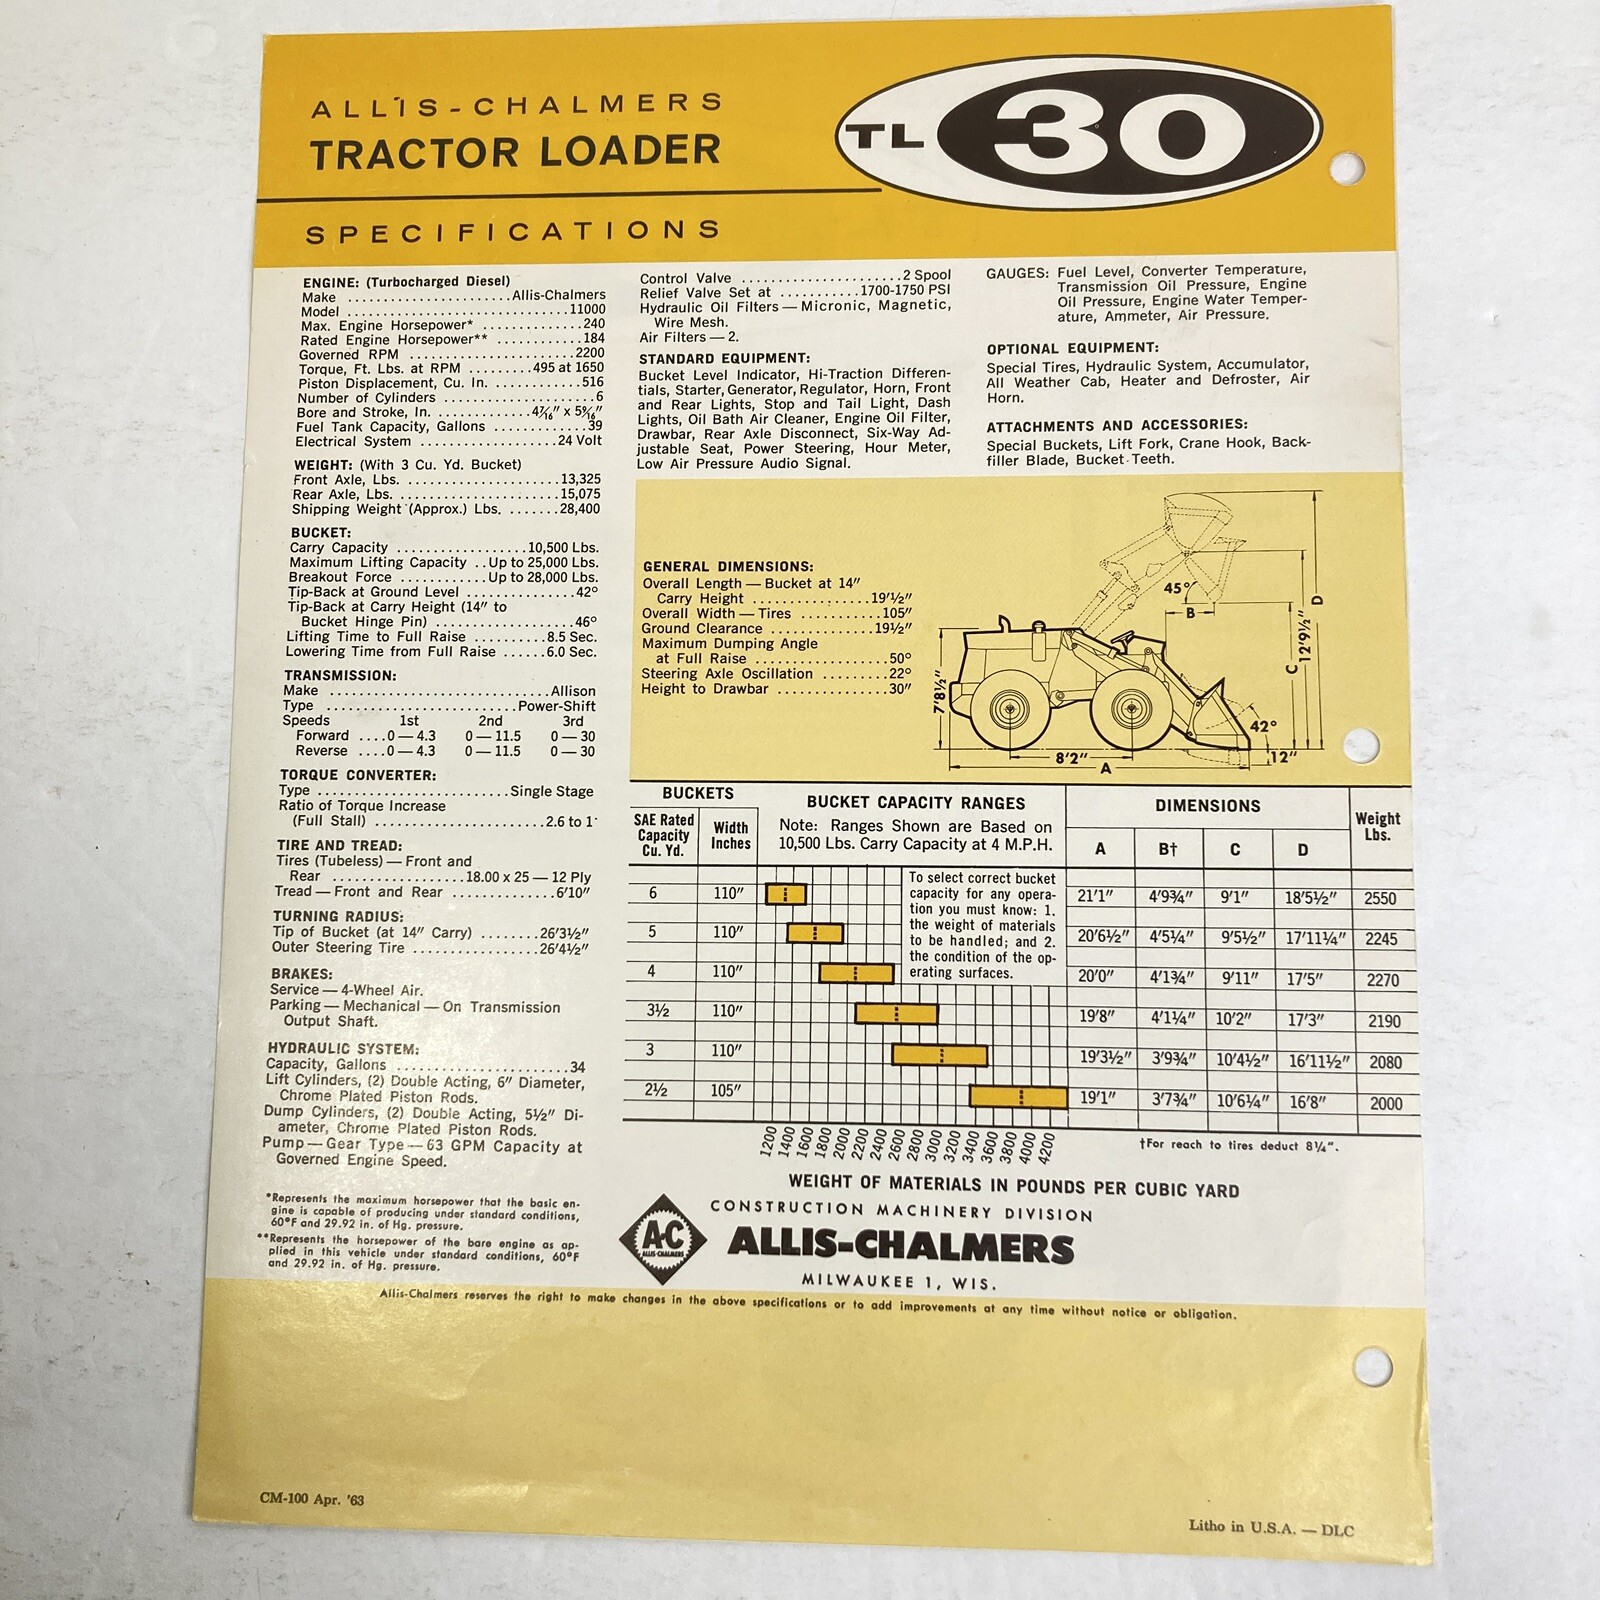 ALLIS-CHALMERS
TRACTOR LOADER
TL 30
SPECIFICATIONS
ENGINE: (Turbocharged Diesel)
Make ....................... Allis-Chalmers
Model ............................... 11000
Max. Engine Horsepower* .............. 240
Rated Engine Horsepower** ............ 184
Governed RPM ....................... 2200
Torque, Ft. Lbs. at RPM ......... 495 at 1650
Piston Displacement, Cu. In. ............ 516
Number of Cylinders ...................... 6
Bore and Stroke, In. ............. 4 7/16" x 5 9/16"
Fuel Tank Capacity, Gallons ............. 39
Electrical System ................... 24 Volt
WEIGHT: (With 3 Cu. Yd. Bucket)
Front Axle, Lbs. ..................... 13,325
Rear Axle, Lbs. ...................... 15,075
Shipping Weight (Approx.) Lbs. ....... 28,400
BUCKET:
Carry Capacity .................. 10,500 Lbs.
Maximum Lifting Capacity .. Up to 25,000 Lbs.
Breakout Force ............ Up to 28,000 Lbs.
Tip-Back at Ground Level ............... 42°
Tip-Back at Carry Height (14" to
Bucket Hinge Pin) .................... 46°
Lifting Time to Full Raise .......... 8.5 Sec.
Lowering Time from Full Raise ...... 6.0 Sec.
TRANSMISSION:
Make .............................. Allison
Type .......................... Power-Shift
Speeds 1st 2nd 3rd
Forward .... 0 — 4.3 0 — 11.5 0 — 30
Reverse .... 0 — 4.3 0 — 11.5 0 — 30
TORQUE CONVERTER:
Type ........................... Single Stage
Ratio of Torque Increase
(Full Stall) ....................... 2.6 to 1
TIRE AND TREAD:
Tires (Tubeless) — Front and
Rear .................. 18.00 x 25 — 12 Ply
Tread — Front and Rear .............. 6'10"
TURNING RADIUS:
Tip of Bucket (at 14" Carry) ........ 26'3½"
Outer Steering Tire ................. 26'4½"
BRAKES:
Service — 4-Wheel Air.
Parking — Mechanical — On Transmission
Output Shaft.
HYDRAULIC SYSTEM:
Capacity, Gallons ........................ 34
Lift Cylinders, (2) Double Acting, 6" Diameter,
Chrome Plated Piston Rods.
Dump Cylinders, (2) Double Acting, 5½" Di-
ameter, Chrome Plated Piston Rods.
Pump — Gear Type — 63 GPM Capacity at
Governed Engine Speed.
*Represents the maximum horsepower that the basic en-
gine is capable of producing under standard conditions,
60°F and 29.92 in. of Hg. pressure.
**Represents the horsepower of the bare engine as ap-
plied in this vehicle under standard conditions, 60°F
and 29.92 in. of Hg. pressure.
Control Valve ...................... 2 Spool
Relief Valve Set at ........... 1700-1750 PSI
Hydraulic Oil Filters — Micronic, Magnetic,
Wire Mesh.
Air Filters — 2.
STANDARD EQUIPMENT:
Bucket Level Indicator, Hi-Traction Differen-
tials, Starter, Generator, Regulator, Horn, Front
and Rear Lights, Stop and Tail Light, Dash
Lights, Oil Bath Air Cleaner, Engine Oil Filter,
Drawbar, Rear Axle Disconnect, Six-Way Ad-
justable Seat, Power Steering, Hour Meter,
Low Air Pressure Audio Signal.
GAUGES: Fuel Level, Converter Temperature,
Transmission Oil Pressure, Engine
Oil Pressure, Engine Water Temper-
ature, Ammeter, Air Pressure.
OPTIONAL EQUIPMENT:
Special Tires, Hydraulic System, Accumulator,
All Weather Cab, Heater and Defroster, Air
Horn.
ATTACHMENTS AND ACCESSORIES:
Special Buckets, Lift Fork, Crane Hook, Back-
filler Blade, Bucket Teeth.
GENERAL DIMENSIONS:
Overall Length — Bucket at 14"
Carry Height ................ 19'½"
Overall Width — Tires ............ 105"
Ground Clearance .............. 19½"
Maximum Dumping Angle
at Full Raise .................. 50°
Steering Axle Oscillation ......... 22°
Height to Drawbar ............... 30"
45°
B
D
12'9½"
C
7'8½"
42°
8'2"
12"
A
BUCKETS
BUCKET CAPACITY RANGES
DIMENSIONS
Weight
Lbs.
SAE Rated
Capacity
Cu. Yd.
Width
Inches
Note: Ranges Shown are Based on
10,500 Lbs. Carry Capacity at 4 M.P.H.
A B† C D
To select correct bucket
capacity for any opera-
tion you must know: 1.
the weight of materials
to be handled; and 2.
the condition of the op-
erating surfaces.
6 110" 21'1" 4'9¾" 9'1" 18'5½" 2550
5 110" 20'6½" 4'5¼" 9'5½" 17'11¼" 2245
4 110" 20'0" 4'1¾" 9'11" 17'5" 2270
3½ 110" 19'8" 4'1¼" 10'2" 17'3" 2190
3 110" 19'3½" 3'9¾" 10'4½" 16'11½" 2080
2½ 105" 19'1" 3'7¾" 10'6¼" 16'8" 2000
1200 1400 1600 1800 2000 2200 2400 2600 2800 3000 3200 3400 3600 3800 4000 4200
†For reach to tires deduct 8¼".
WEIGHT OF MATERIALS IN POUNDS PER CUBIC YARD
A-C
ALLIS-CHALMERS
CONSTRUCTION MACHINERY DIVISION
ALLIS-CHALMERS
MILWAUKEE 1, WIS.
Allis-Chalmers reserves the right to make changes in the above specifications or to add improvements at any time without notice or obligation.
CM-100 Apr. '63
Litho in U.S.A. — DLC